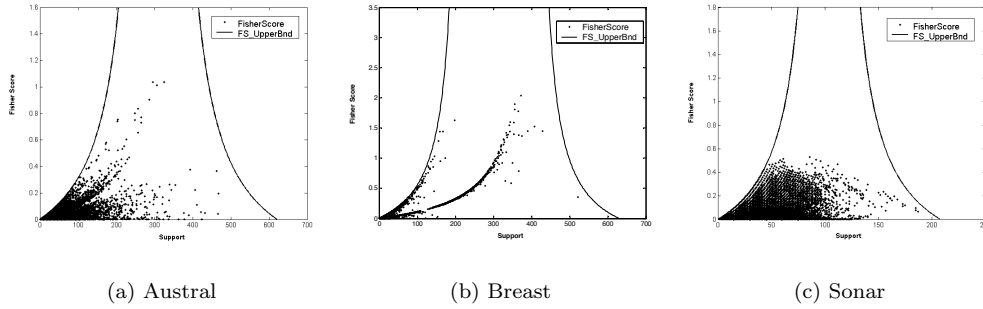 FisherScore
FS_UpperBnd
Fisher Score
1.6
1.4
1.2
1
0.8
0.6
0.4
0.2
0
0 100 200 300 400 500 600 700
Support
(a) Austral
FisherScore
FS_UpperBnd
Fisher Score
3.5
3
2.5
2
1.5
1
0.5
0
0 100 200 300 400 500 600 700
Support
(b) Breast
FisherScore
FS_UpperBnd
Fisher Score
1.8
1.6
1.4
1.2
1
0.8
0.6
0.4
0.2
0
0 50 100 150 200
Support
(c) Sonar